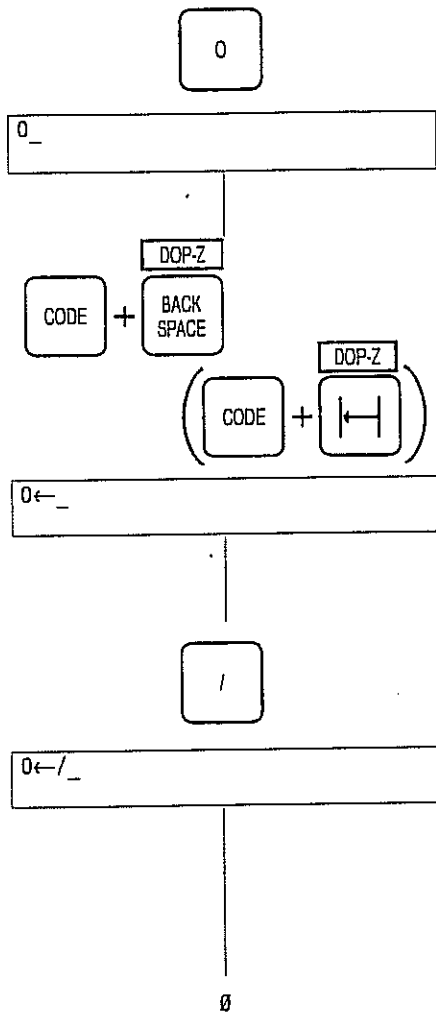 0
0_
DOP-Z
CODE + BACK SPACE
DOP-Z
(CODE + |←|)
0←_
/
0←/_
Ø